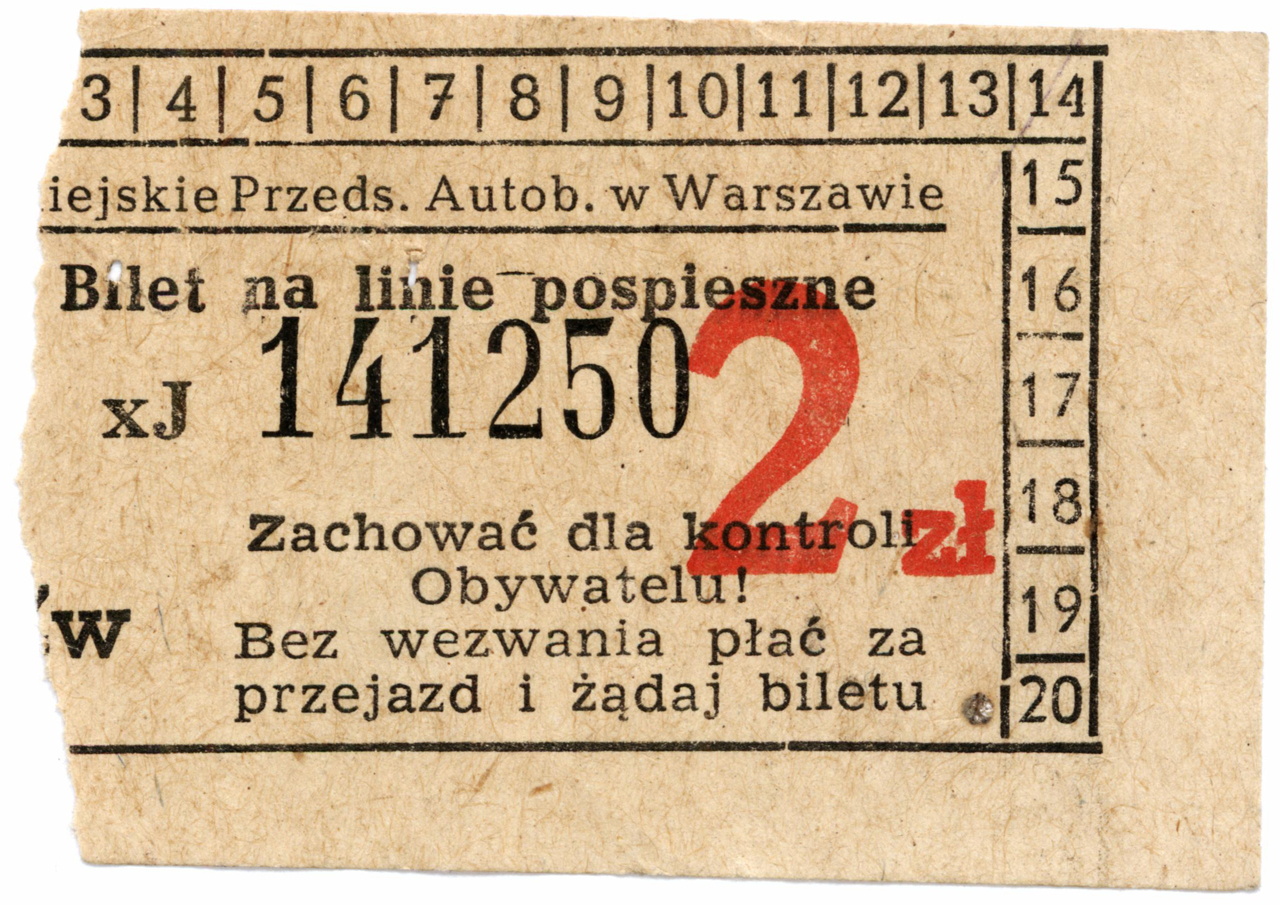 3 | 4 | 5 | 6 | 7 | 8 | 9 | 10 | 11 | 12 | 13 | 14
iejskie Przeds. Autob. w Warszawie
15
Bilet na linie pospieszne
16
xJ 141250
2 zł
17
18
Zachować dla kontroli
Obywatelu!
19
ów
Bez wezwania płać za
przejazd i żądaj biletu
20